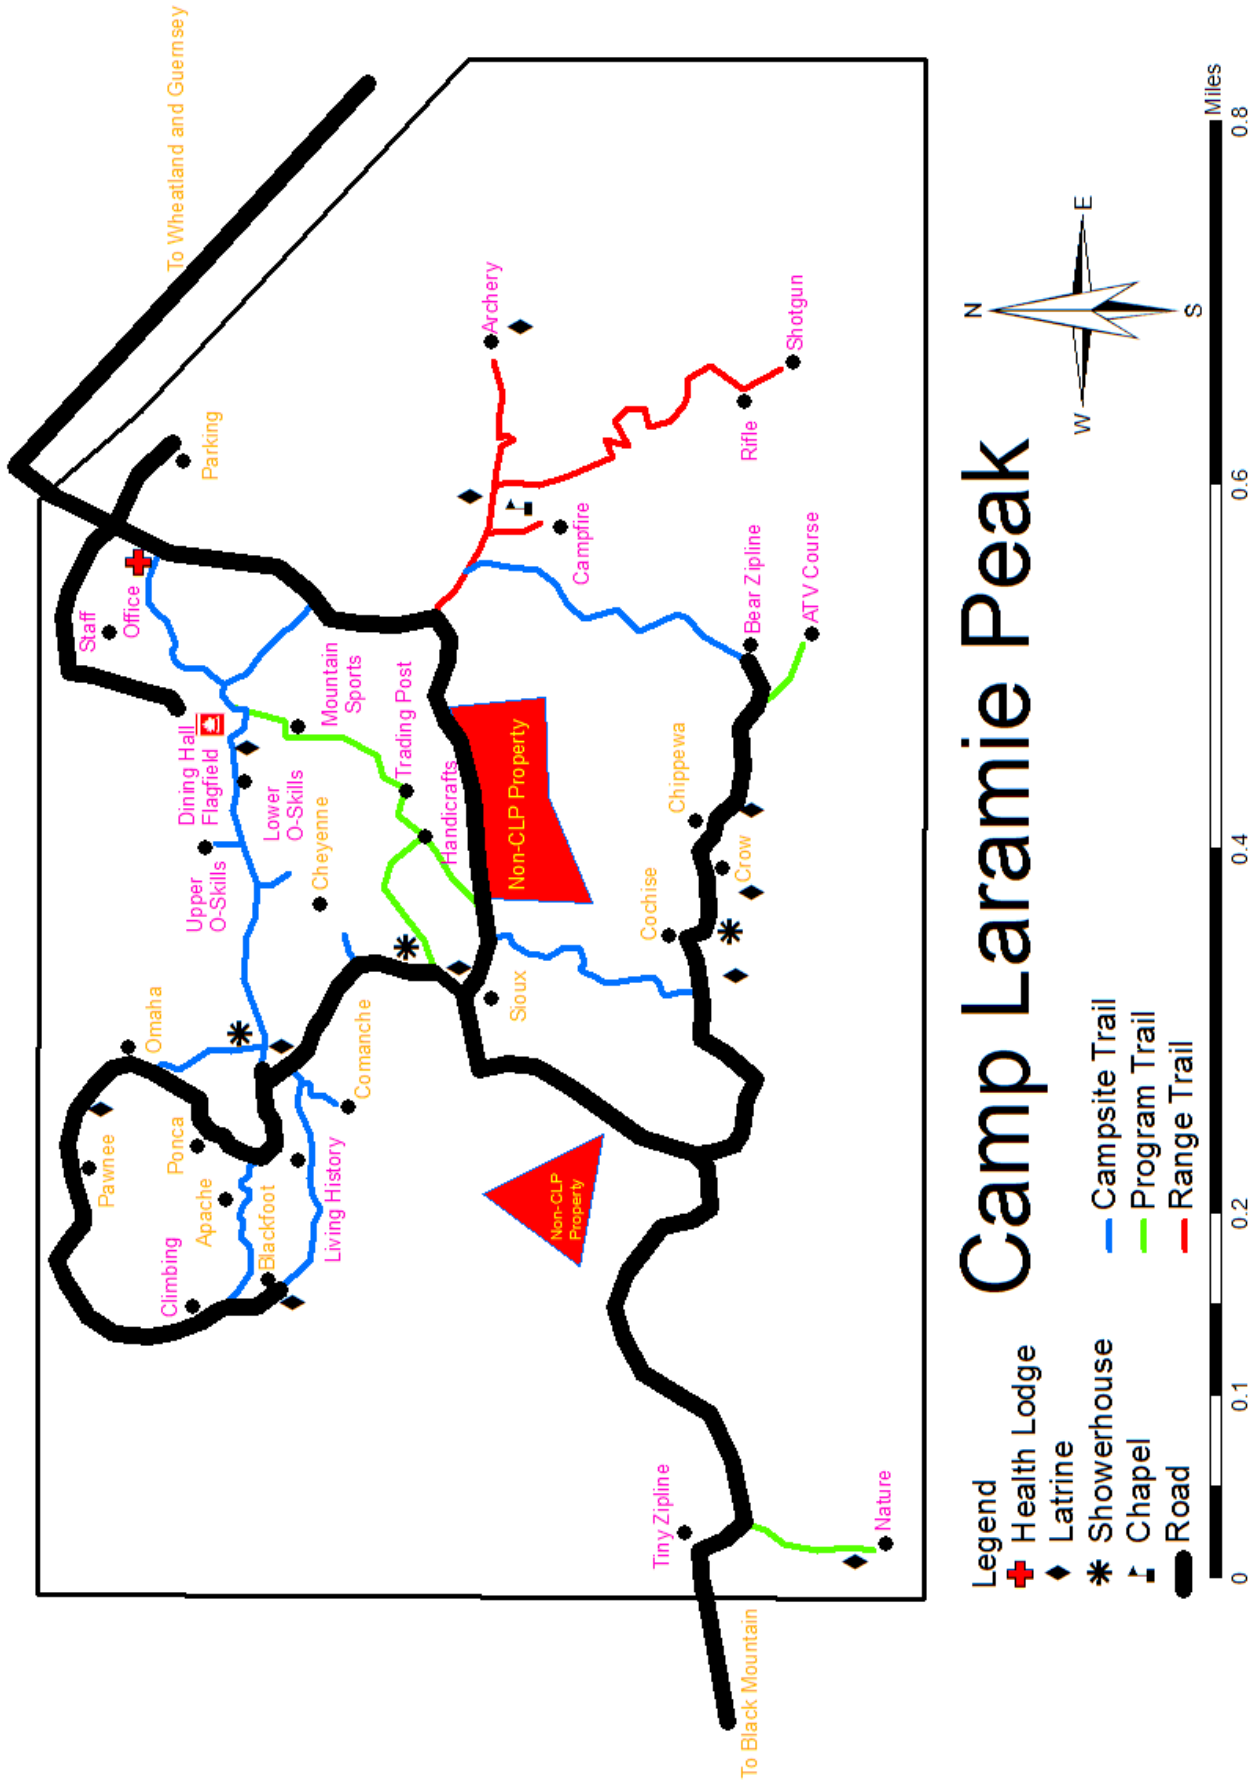 To Wheatland and Guernsey
Parking
Staff
Office
Dining Hall
Flagfield
Mountain
Sports
Trading Post
Handicrafts
Lower
O-Skills
Upper
O-Skills
Cheyenne
Omaha
Pawnee
Ponca
Apache
Blackfoot
Climbing
Living History
Comanche
Sioux
Non-CLP Property
Non-CLP
Property
Archery
Shotgun
Rifle
Campfire
Bear Zipline
ATV Course
Chippewa
Crow
Cochise
Tiny Zipline
Nature
To Black Mountain
Camp Laramie Peak
Legend
Health Lodge
Latrine
Showerhouse
Chapel
Road
Campsite Trail
Program Trail
Range Trail
N
W
E
S
0
0.1
0.2
0.4
0.6
0.8
Miles